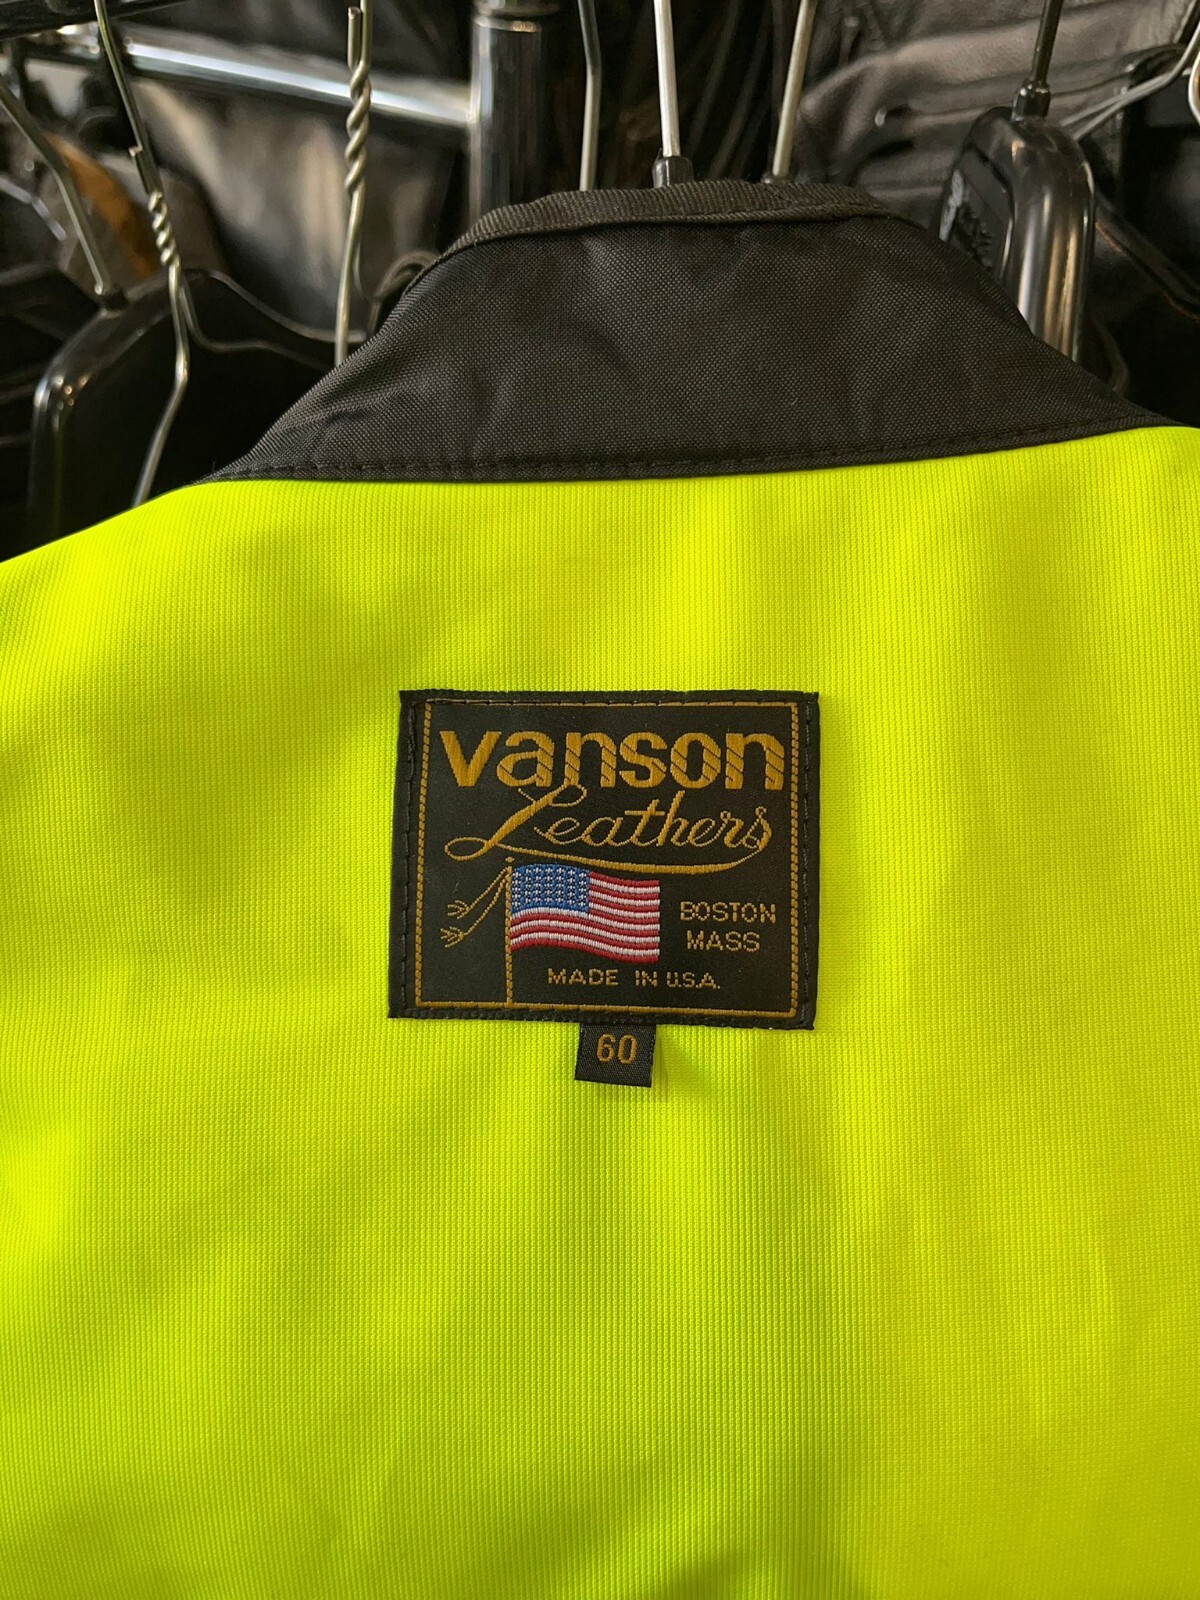 vanson
Leathers
BOSTON
MASS
MADE IN U.S.A.
60